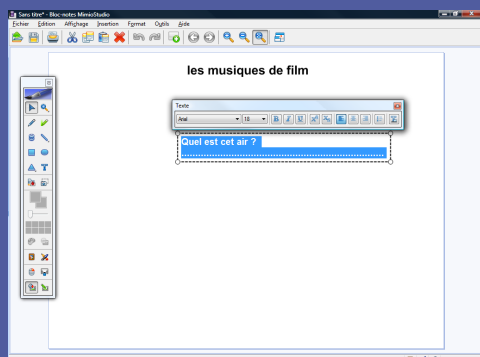 Sans titre* - Bloc-notes MimioStudio
Fichier Edition Affichage Insertion Format Outils Aide
les musiques de film
Texte
Arial 18 B I U
Quel est cet air ?
........................................................................